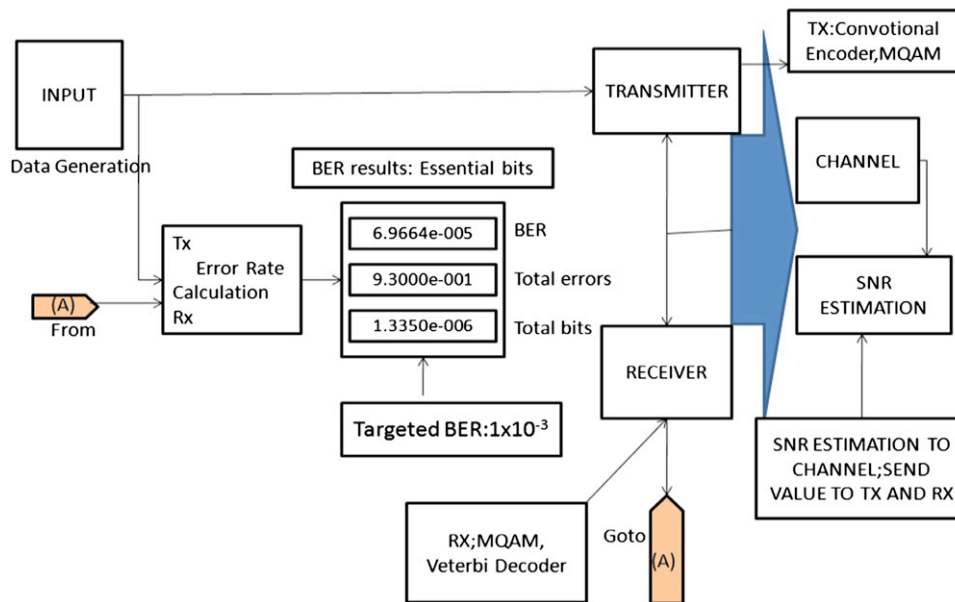 TX:Convotional
Encoder,MQAM
INPUT
TRANSMITTER
Data Generation
BER results: Essential bits
CHANNEL
Tx
Error Rate
Calculation
Rx
6.9664e-005
BER
9.3000e-001
Total errors
1.3350e-006
Total bits
(A)
From
SNR
ESTIMATION
RECEIVER
Targeted BER:1x10⁻³
SNR ESTIMATION TO
CHANNEL;SEND
VALUE TO TX AND RX
RX;MQAM,
Veterbi Decoder
Goto
(A)